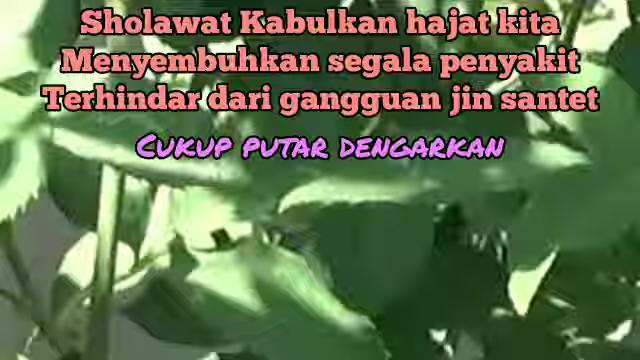 Sholawat Kabulkan hajat kita
Menyembuhkan segala penyakit
Terhindar dari gangguan jin santet
Cukup putar dengarkan